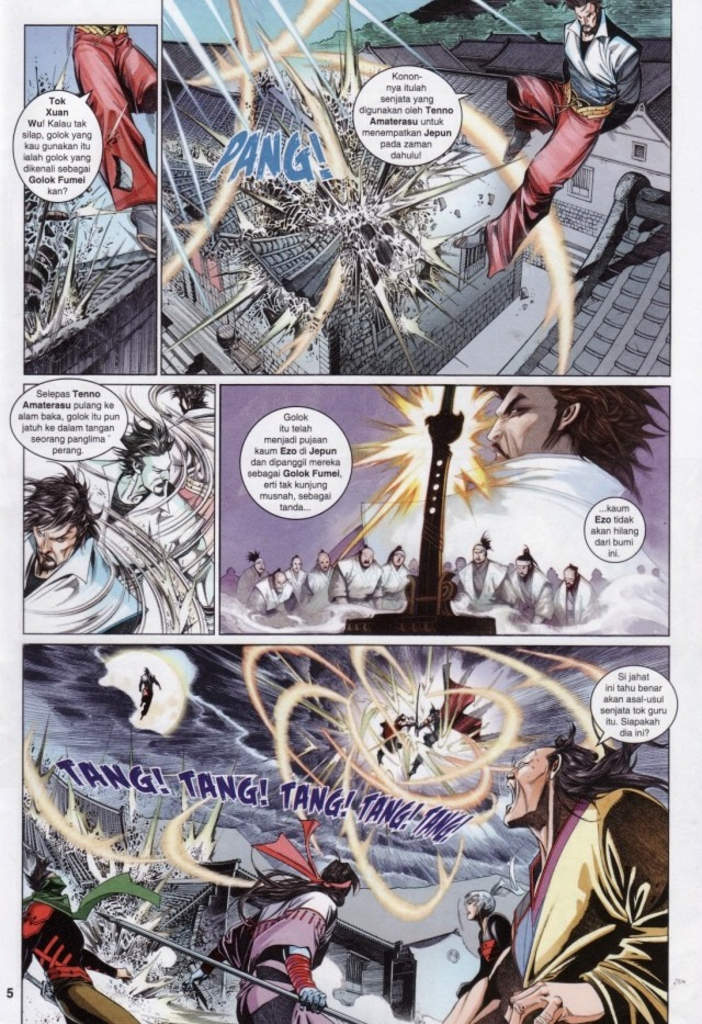 Tok
Xuan
Wu! Kalau tak
silap, golok yang
kau gunakan itu
ialah golok yang
dikenali sebagai
Golok Fumei
kan?
PANG!
Konon-
nya itulah
senjata yang
digunakan oleh Tenno
Amaterasu untuk
menempatkan Jepun
pada zaman
dahulu!
Selepas Tenno
Amaterasu pulang ke
alam baka, golok itu pun
jatuh ke dalam tangan
seorang panglima
perang.
Golok
itu telah
menjadi pujaan
kaum Ezo di Jepun
dan dipanggil mereka
sebagai Golok Fumei,
erti tak kunjung
musnah, sebagai
tanda...
...kaum
Ezo tidak
akan hilang
dari bumi
ini.
Si jahat
ini tahu benar
akan asal-usul
senjata tok guru
itu. Siapakah
dia ini?
TANG! TANG! TANG! TANG! TANG!
5